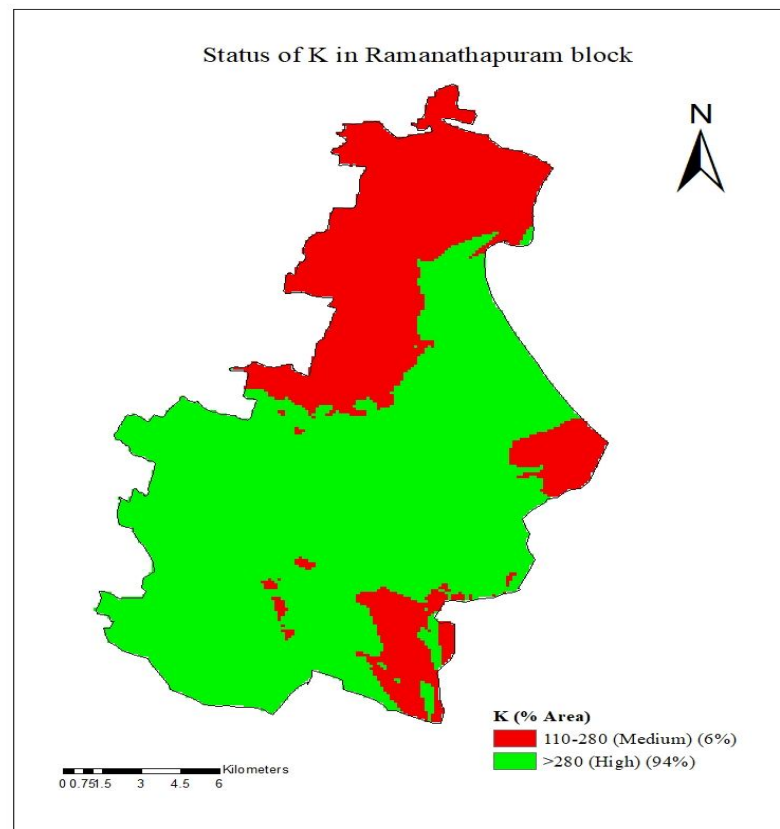 Status of K in Ramanathapuram block
N
K (% Area)
110-280 (Medium) (6%)
>280 (High) (94%)
Kilometers
0 0.751.5 3 4.5 6